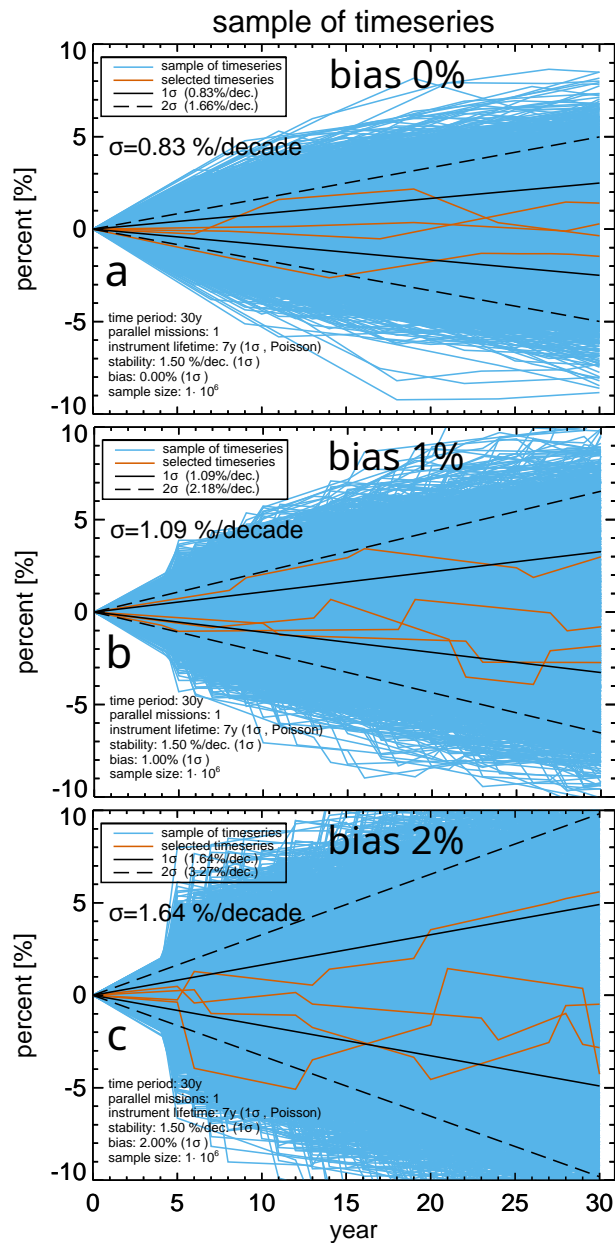 sample of timeseries
10
5
0
-5
-10
percent [%]
sample of timeseries
selected timeseries
1σ (0.83%/dec.)
2σ (1.66%/dec.)
bias 0%
σ=0.83 %/decade
a
time period: 30y
parallel missions: 1
instrument lifetime: 7y (1σ , Poisson)
stability: 1.50 %/dec. (1σ )
bias: 0.00% (1σ )
sample size: 1· 10⁶
10
5
0
-5
-10
percent [%]
sample of timeseries
selected timeseries
1σ (1.09%/dec.)
2σ (2.18%/dec.)
bias 1%
σ=1.09 %/decade
b
time period: 30y
parallel missions: 1
instrument lifetime: 7y (1σ , Poisson)
stability: 1.50 %/dec. (1σ )
bias: 1.00% (1σ )
sample size: 1· 10⁶
10
5
0
-5
-10
percent [%]
sample of timeseries
selected timeseries
1σ (1.64%/dec.)
2σ (3.27%/dec.)
bias 2%
σ=1.64 %/decade
c
time period: 30y
parallel missions: 1
instrument lifetime: 7y (1σ , Poisson)
stability: 1.50 %/dec. (1σ )
bias: 2.00% (1σ )
sample size: 1· 10⁶
0 5 10 15 20 25 30
year